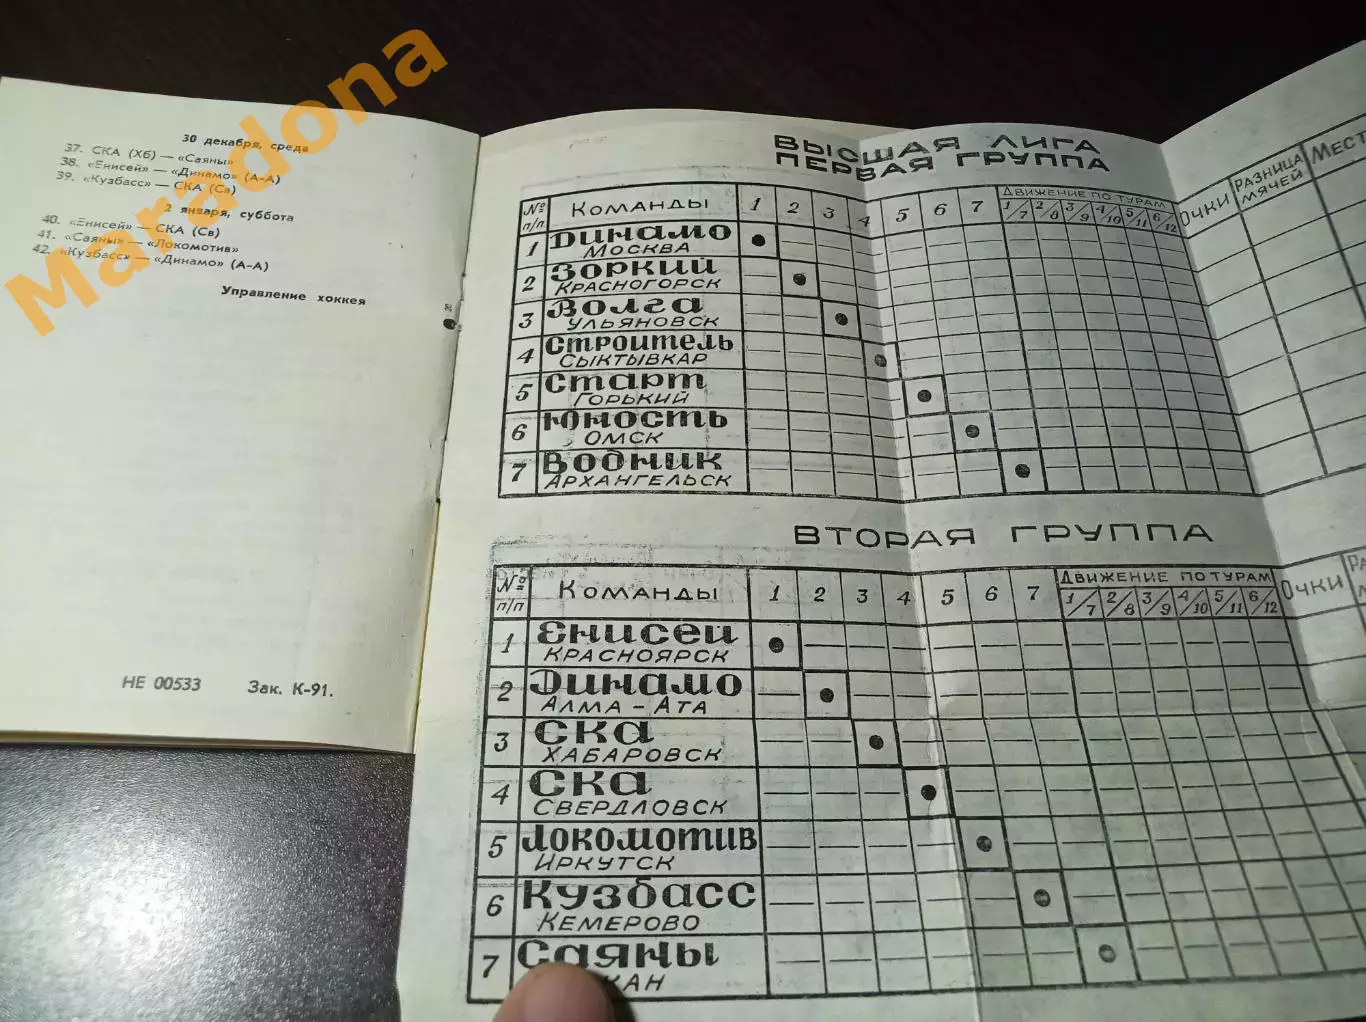 30 декабря, среда
37. СКА (Хб) — «Саяны»
38. «Енисей» — «Динамо» (А-А)
39. «Кузбасс» — СКА (Св)
2 января, суббота
40. «Енисей» — СКА (Св)
41. «Саяны» — «Локомотив»
42. «Кузбасс» — «Динамо» (А-А)
Управление хоккея
НЕ 00533 Зак. К-91.
Maradona
ВЫСШАЯ ЛИГА
ПЕРВАЯ ГРУППА
№ п/п КОМАНДЫ 1 2 3 4 5 6 7 ДВИЖЕНИЕ ПО ТУРАМ ОЧКИ РАЗНИЦА МЯЧЕЙ МЕСТ
1/7 2/8 3/9 4/10 5/11 6/12
1 ДИНАМО
МОСКВА
2 ЗОРКИЙ
КРАСНОГОРСК
3 ВОЛГА
УЛЬЯНОВСК
4 СТРОИТЕЛЬ
СЫКТЫВКАР
5 СТАРТ
ГОРЬКИЙ
6 ЮНОСТЬ
ОМСК
7 ВОДНИК
АРХАНГЕЛЬСК
ВТОРАЯ ГРУППА
№ п/п КОМАНДЫ 1 2 3 4 5 6 7 ДВИЖЕНИЕ ПО ТУРАМ ОЧКИ РА
1/7 2/8 3/9 4/10 5/11 6/12
1 ЕНИСЕЙ
КРАСНОЯРСК
2 ДИНАМО
АЛМА-АТА
3 СКА
ХАБАРОВСК
4 СКА
СВЕРДЛОВСК
5 ЛОКОМОТИВ
ИРКУТСК
6 КУЗБАСС
КЕМЕРОВО
7 САЯНЫ
КАН